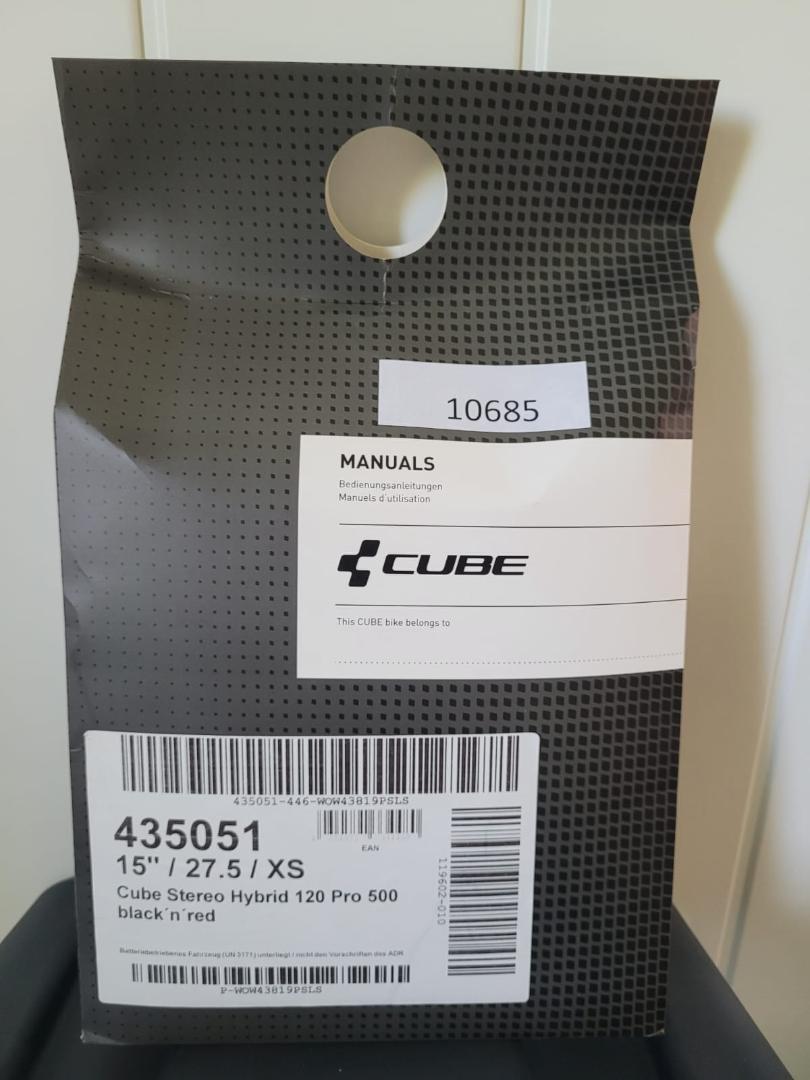 10685
MANUALS
Bedienungsanleitungen
Manuels d'utilisation
CUBE
This CUBE bike belongs to
435051-446-WOW43819PSLS
435051
EAN
15" / 27.5 / XS
Cube Stereo Hybrid 120 Pro 500
black´n´red
119602-010
Batteriebetriebenes Fahrzeug (UN 3171) unterliegt / nicht den Vorschriften des ADR
P-WOW43819PSLS